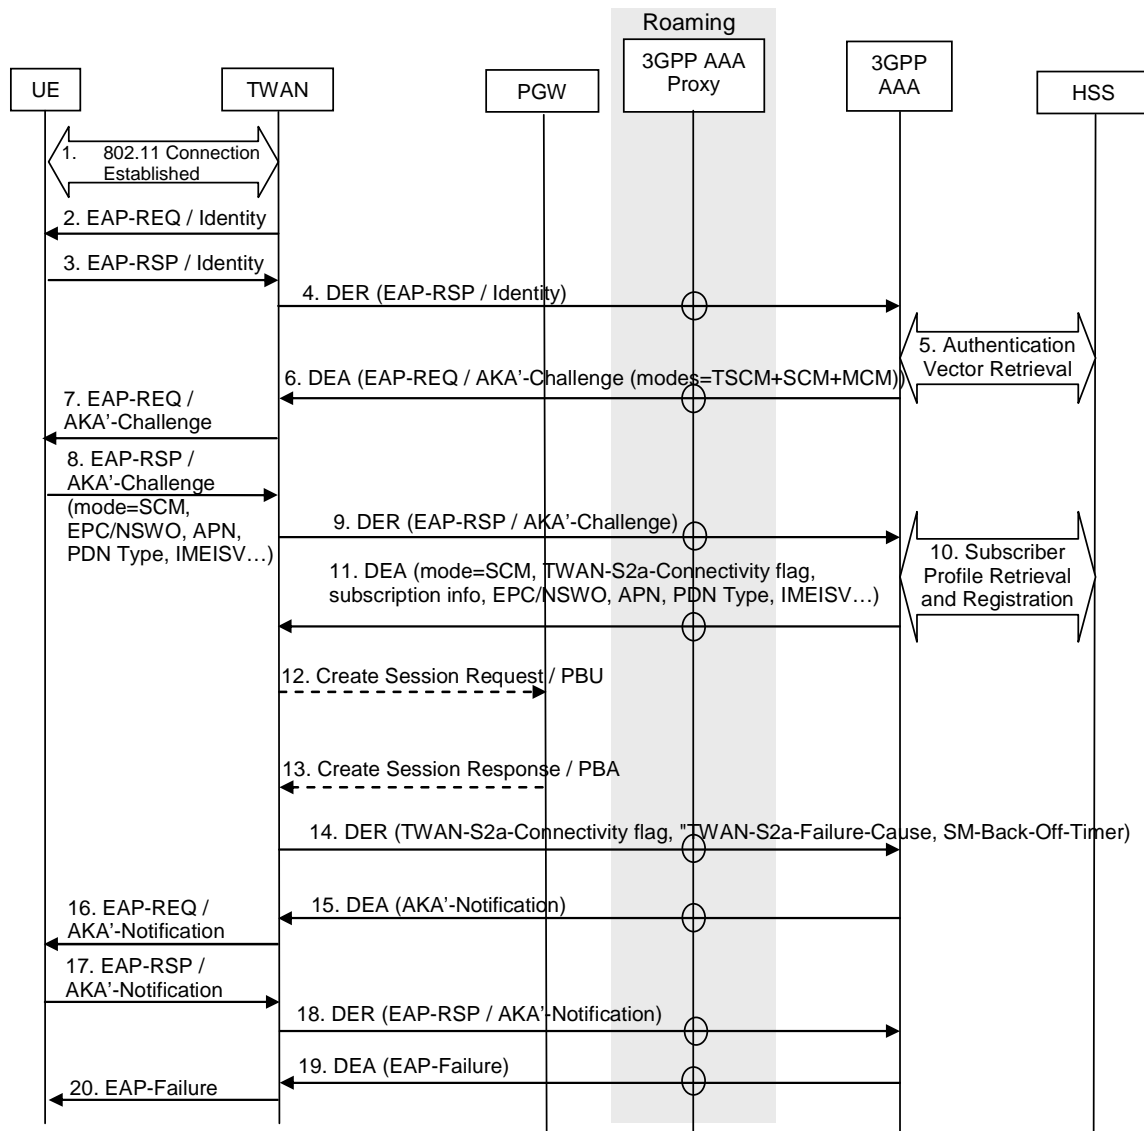 Roaming
UE
TWAN
PGW
3GPP AAA
Proxy
3GPP
AAA
HSS
1. 802.11 Connection
Established
2. EAP-REQ / Identity
3. EAP-RSP / Identity
4. DER (EAP-RSP / Identity)
5. Authentication
Vector Retrieval
6. DEA (EAP-REQ / AKA'-Challenge (modes=TSCM+SCM+MCM))
7. EAP-REQ /
AKA'-Challenge
8. EAP-RSP /
AKA'-Challenge
(mode=SCM,
EPC/NSWO, APN,
PDN Type, IMEISV…)
9. DER (EAP-RSP / AKA'-Challenge)
10. Subscriber
Profile Retrieval
and Registration
11. DEA (mode=SCM, TWAN-S2a-Connectivity flag,
subscription info, EPC/NSWO, APN, PDN Type, IMEISV…)
12. Create Session Request / PBU
13. Create Session Response / PBA
14. DER (TWAN-S2a-Connectivity flag, "TWAN-S2a-Failure-Cause, SM-Back-Off-Timer)
15. DEA (AKA'-Notification)
16. EAP-REQ /
AKA'-Notification
17. EAP-RSP /
AKA'-Notification
18. DER (EAP-RSP / AKA'-Notification)
19. DEA (EAP-Failure)
20. EAP-Failure